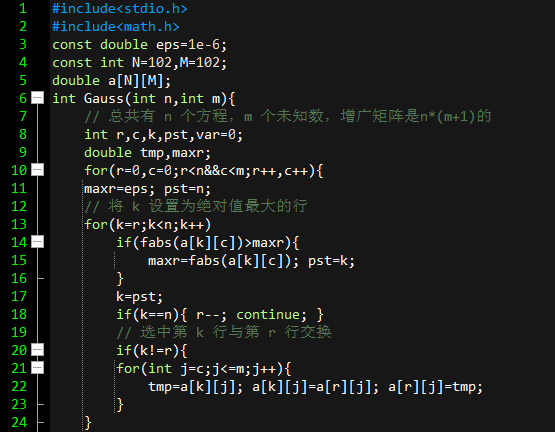 1 #include<stdio.h>
2 #include<math.h>
3 const double eps=1e-6;
4 const int N=102,M=102;
5 double a[N][M];
6 int Gauss(int n,int m){
7 // 总共有 n 个方程，m 个未知数，增广矩阵是n*(m+1)的
8 int r,c,k,pst,var=0;
9 double tmp,maxr;
10 for(r=0,c=0;r<n&&c<m;r++,c++){
11 maxr=eps; pst=n;
12 // 将 k 设置为绝对值最大的行
13 for(k=r;k<n;k++)
14 if(fabs(a[k][c])>maxr){
15 maxr=fabs(a[k][c]); pst=k;
16 }
17 k=pst;
18 if(k==n){ r--; continue; }
19 // 选中第 k 行与第 r 行交换
20 if(k!=r){
21 for(int j=c;j<=m;j++){
22 tmp=a[k][j]; a[k][j]=a[r][j]; a[r][j]=tmp;
23 }
24 }